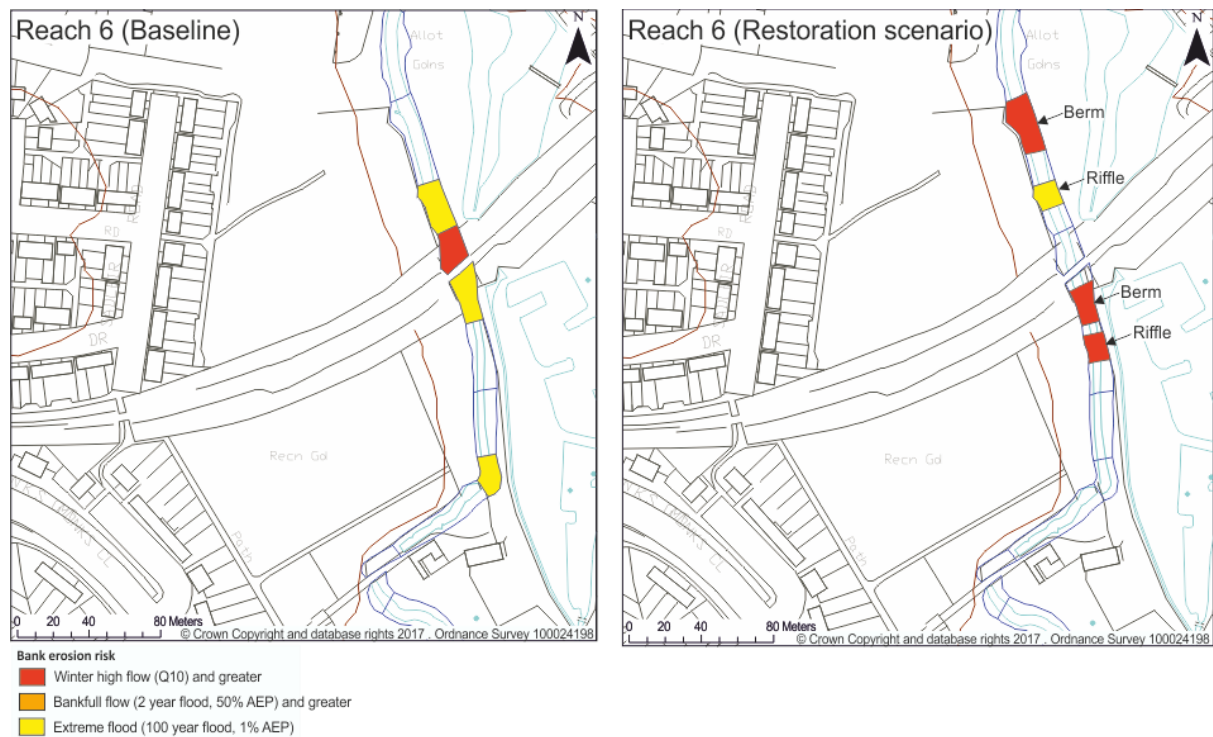 Reach 6 (Baseline)
N
Allot
Gdns
ROAD
RD
DR
Recn Gd
Path
0 20 40 80 Meters
© Crown Copyright and database rights 2017 . Ordnance Survey 100024198
Reach 6 (Restoration scenario)
N
Allot
Gdns
Berm
Riffle
ROAD
RD
Berm
Riffle
DR
Recn Gd
Path
0 20 40 80 Meters
© Crown Copyright and database rights 2017 . Ordnance Survey 100024198
Bank erosion risk
Winter high flow (Q10) and greater
Bankfull flow (2 year flood, 50% AEP) and greater
Extreme flood (100 year flood, 1% AEP)